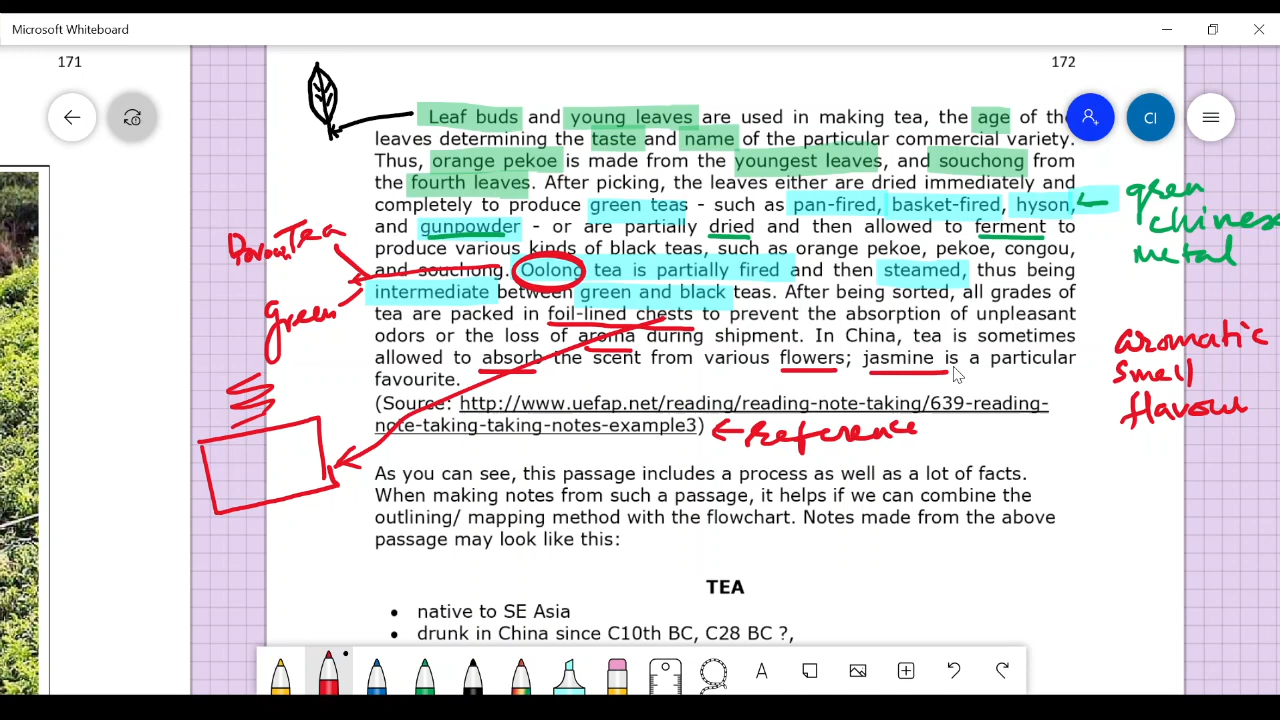 Microsoft Whiteboard
171
172
Leaf buds and young leaves are used in making tea, the age of the
leaves determining the taste and name of the particular commercial variety.
Thus, orange pekoe is made from the youngest leaves, and souchong from
the fourth leaves. After picking, the leaves either are dried immediately and
completely to produce green teas - such as pan-fired, basket-fired, hyson,
and gunpowder - or are partially dried and then allowed to ferment to
produce various kinds of black teas, such as orange pekoe, pekoe, congou,
and souchong. Oolong tea is partially fired and then steamed, thus being
intermediate between green and black teas. After being sorted, all grades of
tea are packed in foil-lined chests to prevent the absorption of unpleasant
odors or the loss of aroma during shipment. In China, tea is sometimes
allowed to absorb the scent from various flowers; jasmine is a particular
favourite.
(Source: http://www.uefap.net/reading/reading-note-taking/639-reading-
note-taking-taking-notes-example3)
reference
As you can see, this passage includes a process as well as a lot of facts.
When making notes from such a passage, it helps if we can combine the
outlining/ mapping method with the flowchart. Notes made from the above
passage may look like this:
TEA
• native to SE Asia
• drunk in China since C10th BC, C28 BC ?,
Tea
green
green
chinese
metal
aromatic
smell
flavour
CI
A